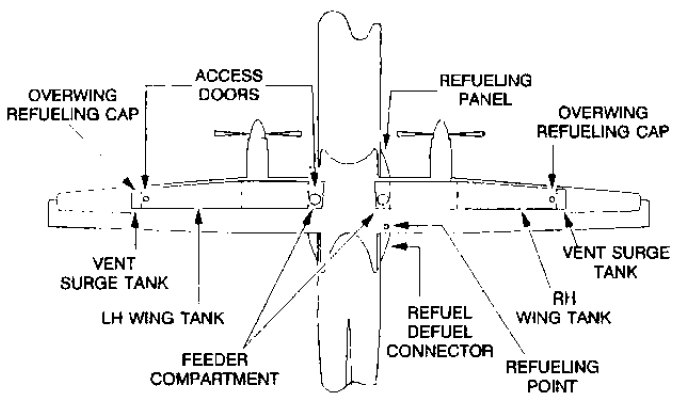 ACCESS
DOORS
REFUELING
PANEL
OVERWING
REFUELING CAP
OVERWING
REFUELING CAP
VENT
SURGE TANK
VENT SURGE
TANK
LH WING TANK
RH
WING TANK
FEEDER
COMPARTMENT
REFUEL
DEFUEL
CONNECTOR
REFUELING
POINT